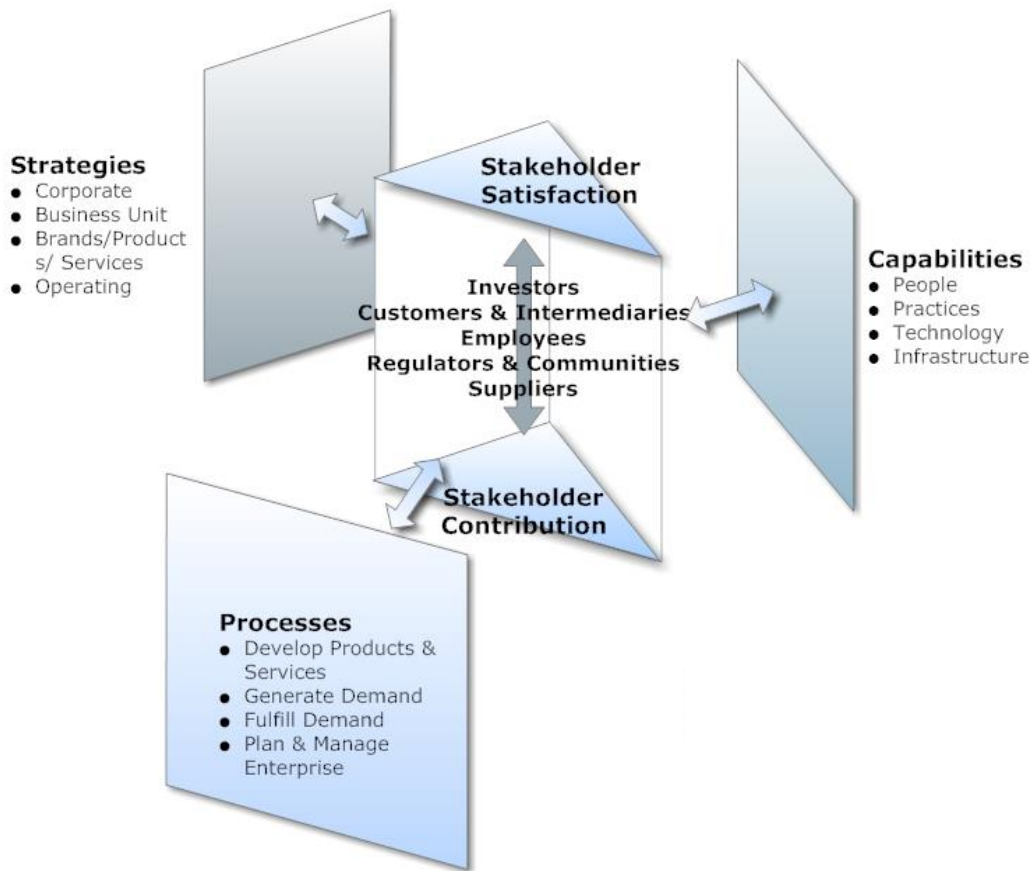 Strategies
● Corporate
● Business Unit
● Brands/Product
s/ Services
● Operating
Stakeholder
Satisfaction
Investors
Customers & Intermediaries
Employees
Regulators & Communities
Suppliers
Stakeholder
Contribution
Capabilities
● People
● Practices
● Technology
● Infrastructure
Processes
● Develop Products &
Services
● Generate Demand
● Fulfill Demand
● Plan & Manage
Enterprise